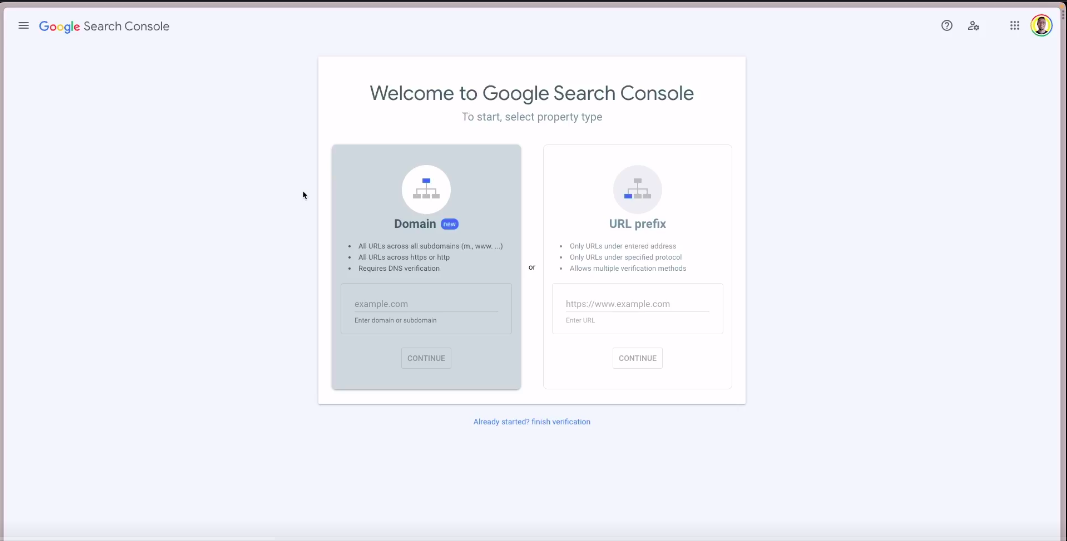 Google Search Console
Welcome to Google Search Console
To start, select property type
Domain new
All URLs across all subdomains (m., www. ...)
All URLs across https or http
Requires DNS verification
example.com
Enter domain or subdomain
CONTINUE
or
URL prefix
Only URLs under entered address
Only URLs under specified protocol
Allows multiple verification methods
https://www.example.com
Enter URL
CONTINUE
Already started? finish verification